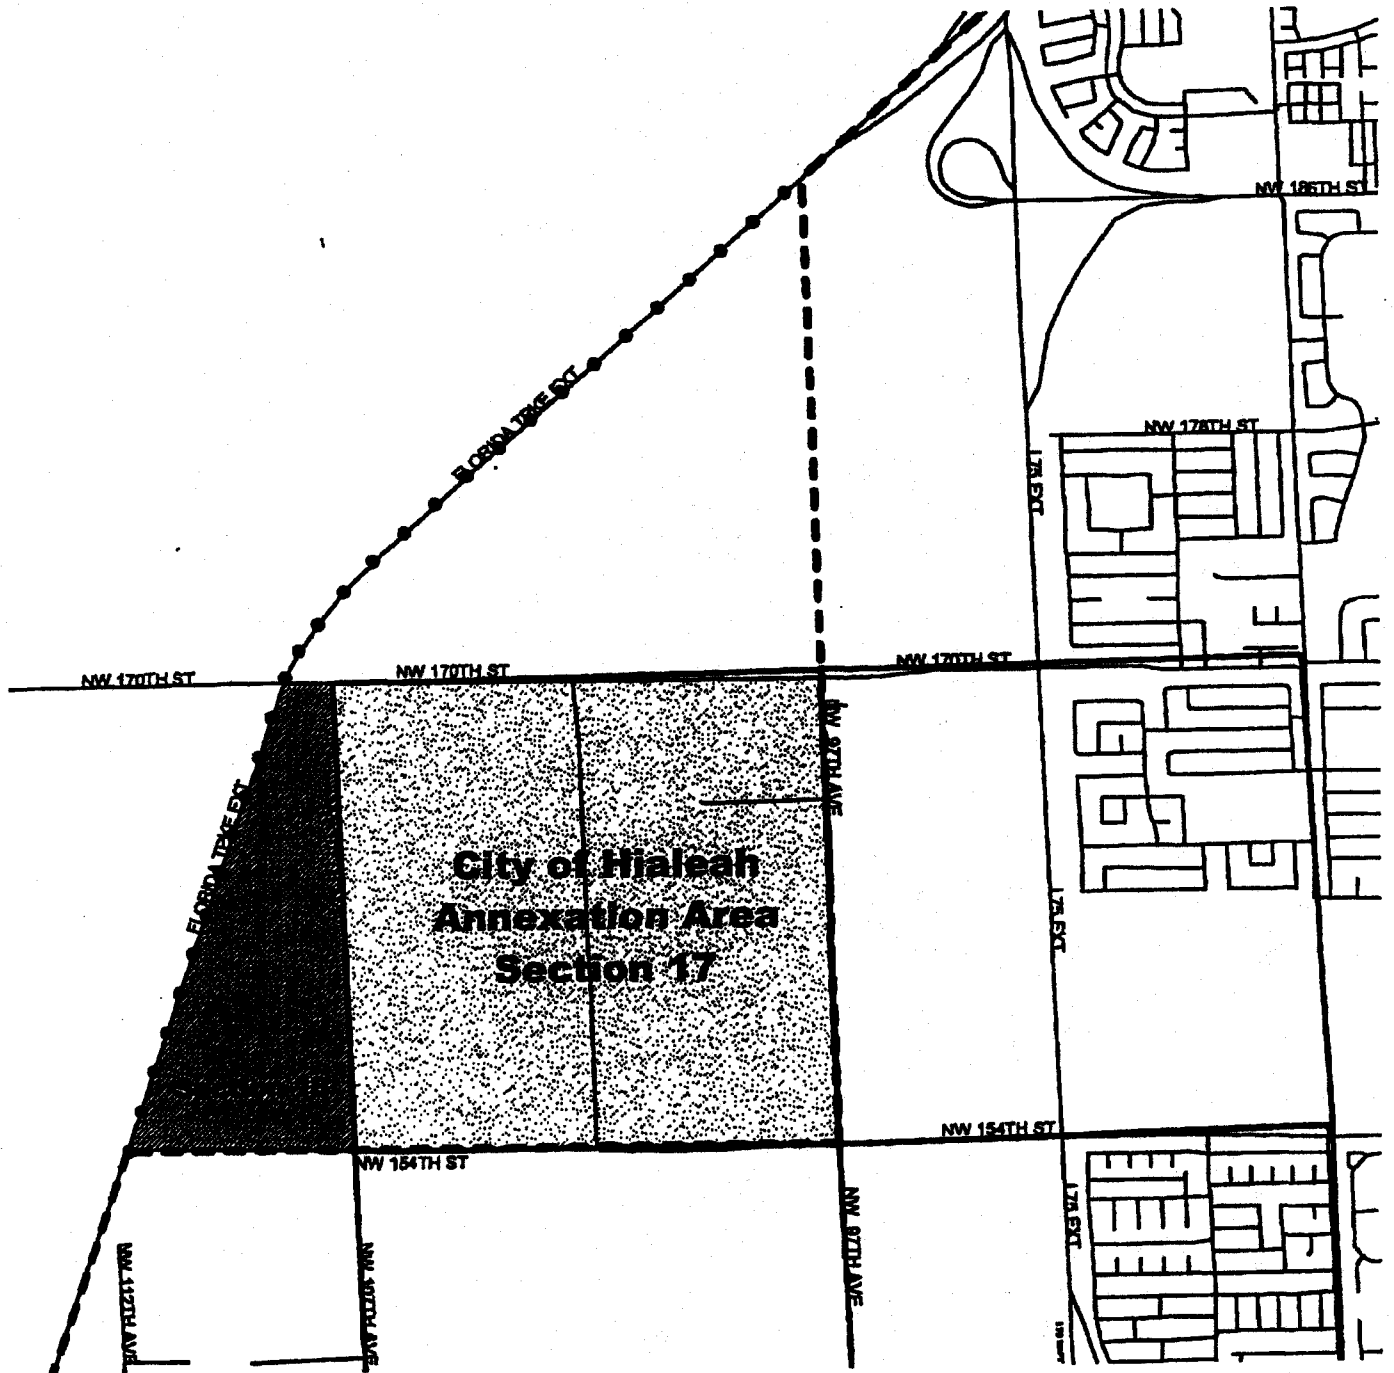 NW 186TH ST
FLORIDA TPKE EXT
NW 178TH ST
I-75 EXT
NW 170TH ST
NW 170TH ST
NW 170TH ST
NW 97TH AVE
FLORIDA TPKE EXT
City of Hialeah
Annexation Area
Section 17
I-75 EXT
NW 154TH ST
NW 154TH ST
I-75 EXT
NW 97TH AVE
NW 112TH AVE
NW 107TH AVE